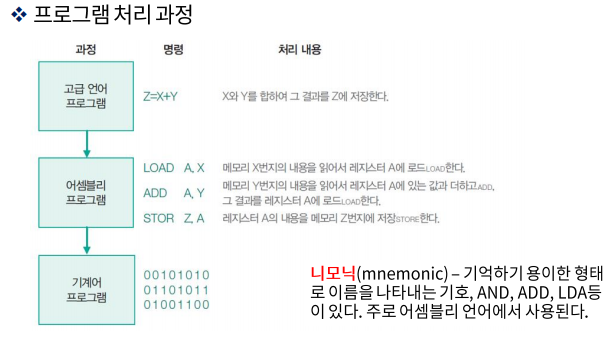 ❖ 프로그램 처리 과정
과정 명령 처리 내용
고급 언어
프로그램
Z=X+Y X와 Y를 합하여 그 결과를 Z에 저장한다.
어셈블리
프로그램
LOAD A, X 메모리 X번지의 내용을 읽어서 레지스터 A에 로드LOAD한다.
ADD A, Y 메모리 Y번지의 내용을 읽어서 레지스터 A에 있는 값과 더하고ADD,
그 결과를 레지스터 A에 로드LOAD한다.
STOR Z, A 레지스터 A의 내용을 메모리 Z번지에 저장STORE한다.
기계어
프로그램
00101010
01101011
01001100
니모닉(mnemonic) – 기억하기 용이한 형태
로 이름을 나타내는 기호, AND, ADD, LDA등
이 있다. 주로 어셈블리 언어에서 사용된다.